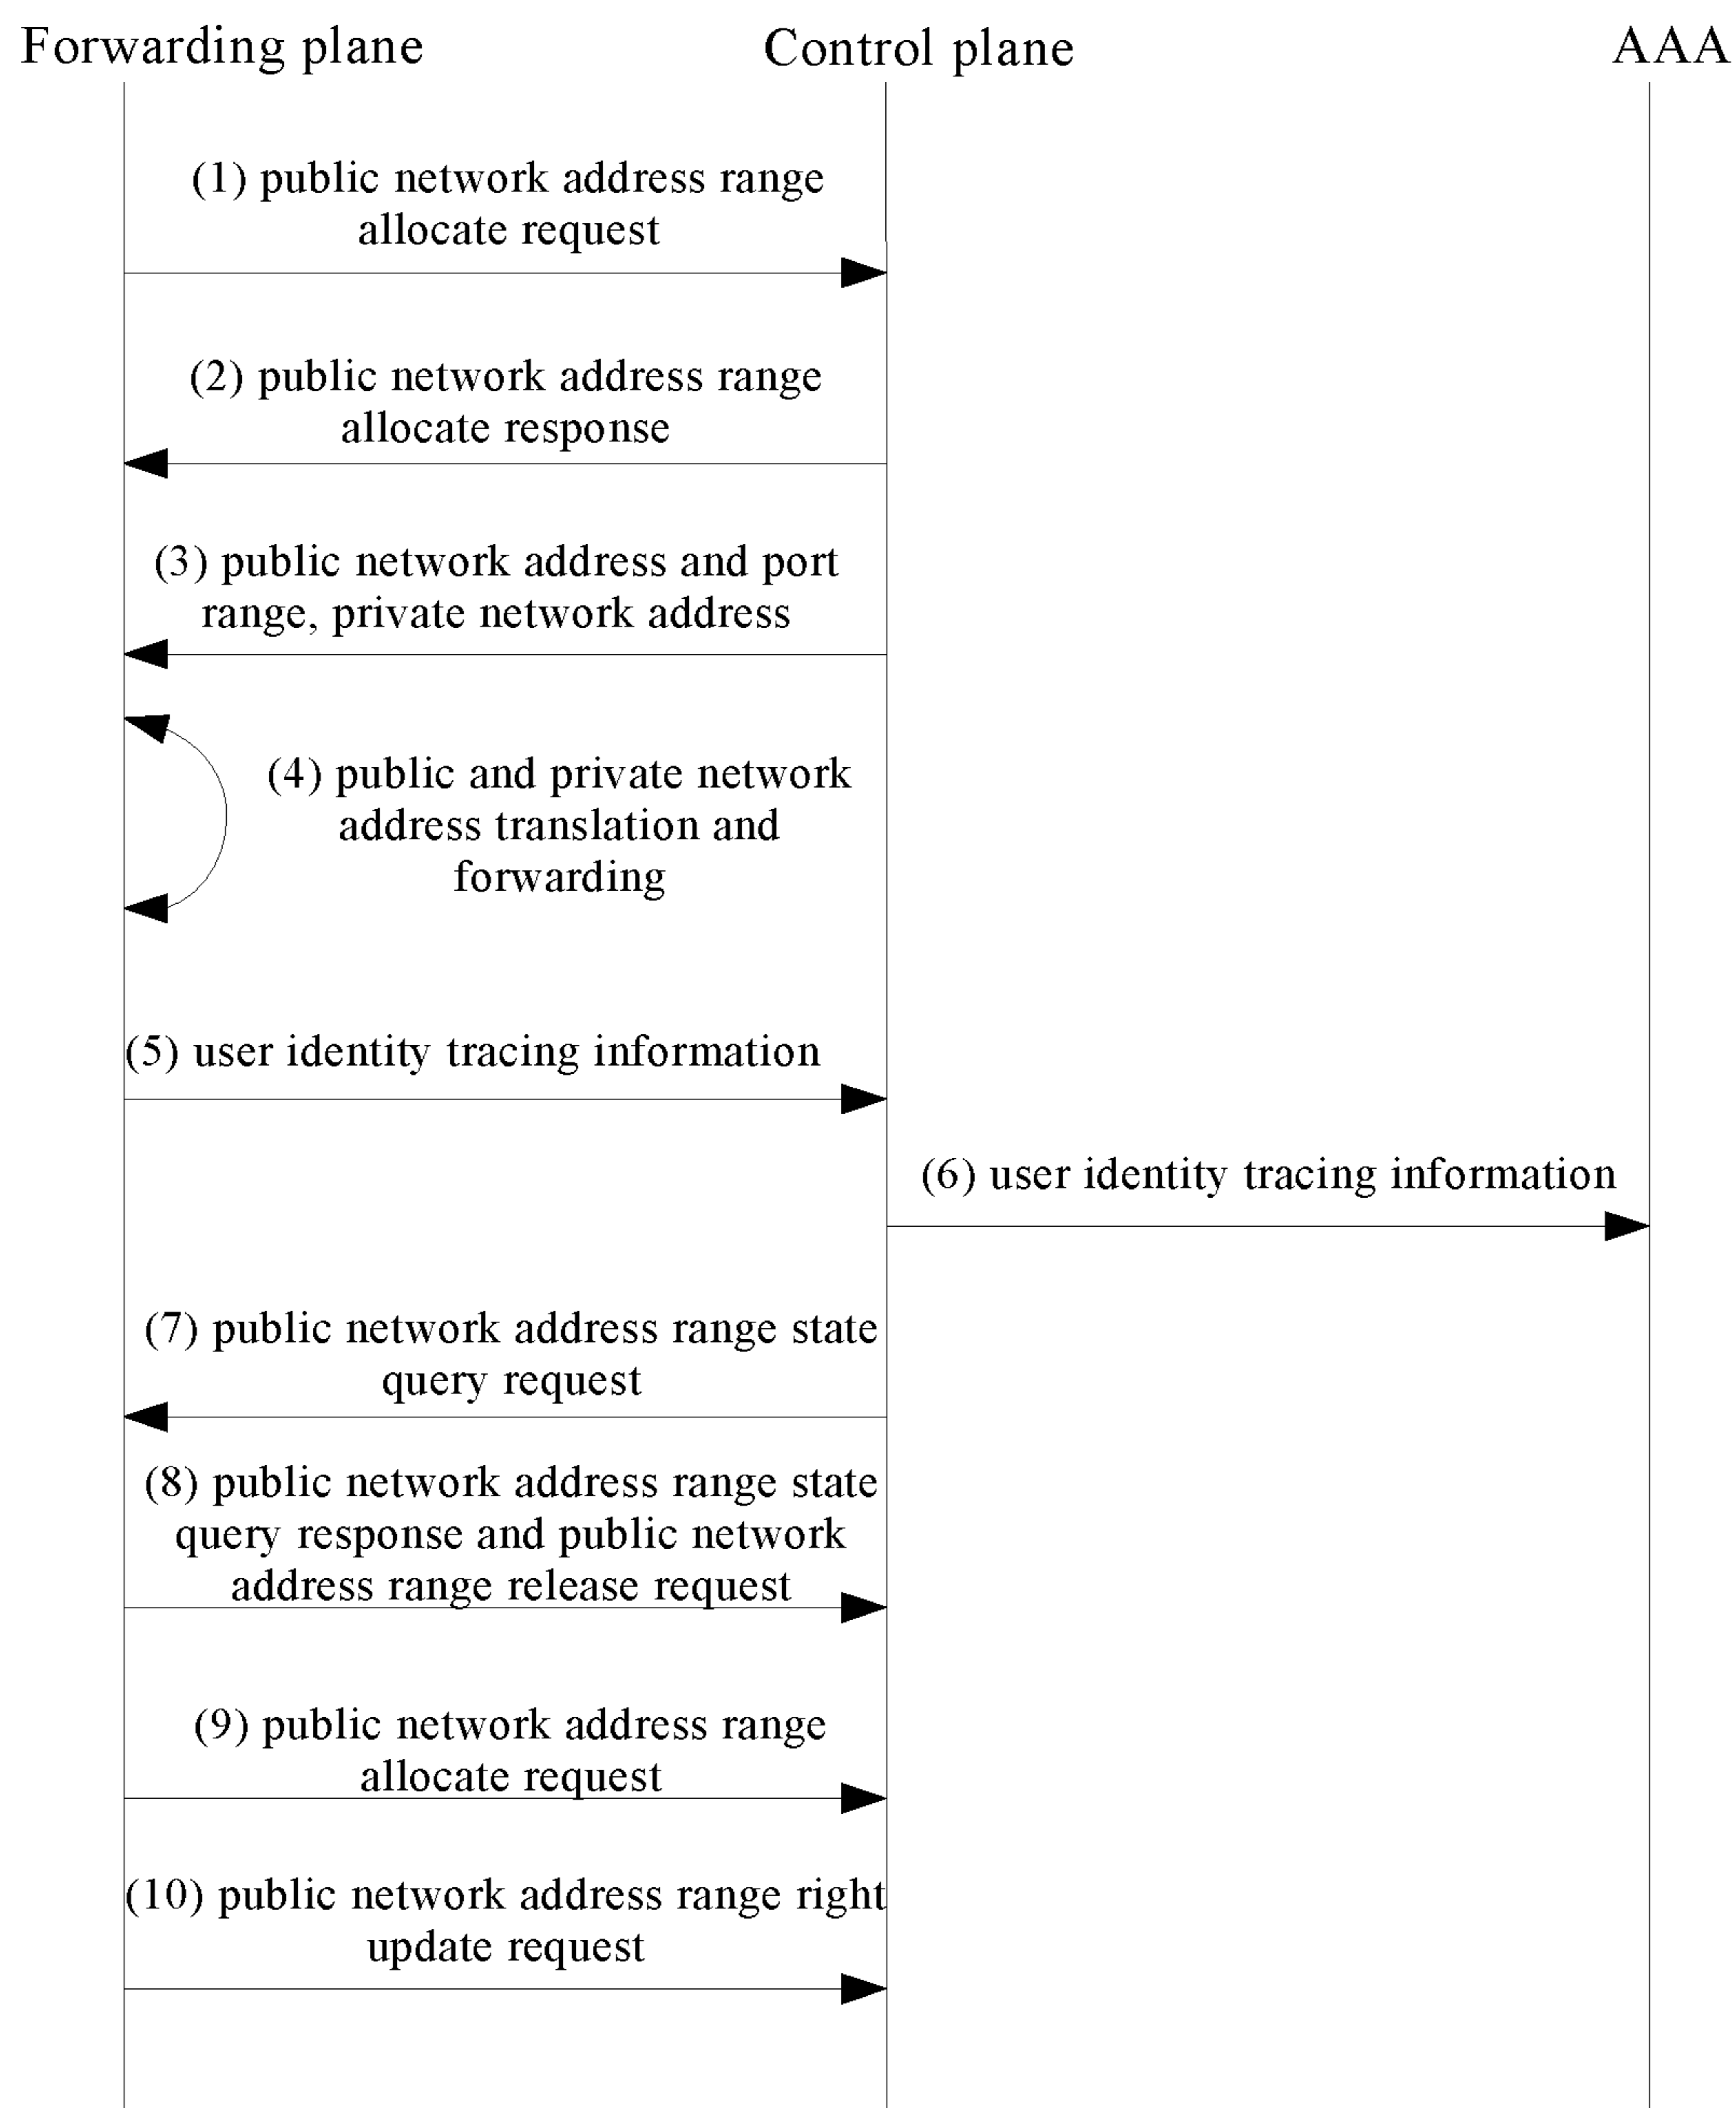 Forwarding plane
Control plane
AAA
(1) public network address range
allocate request
(2) public network address range
allocate response
(3) public network address and port
range, private network address
(4) public and private network
address translation and
forwarding
(5) user identity tracing information
(6) user identity tracing information
(7) public network address range state
query request
(8) public network address range state
query response and public network
address range release request
(9) public network address range
allocate request
(10) public network address range right
update request